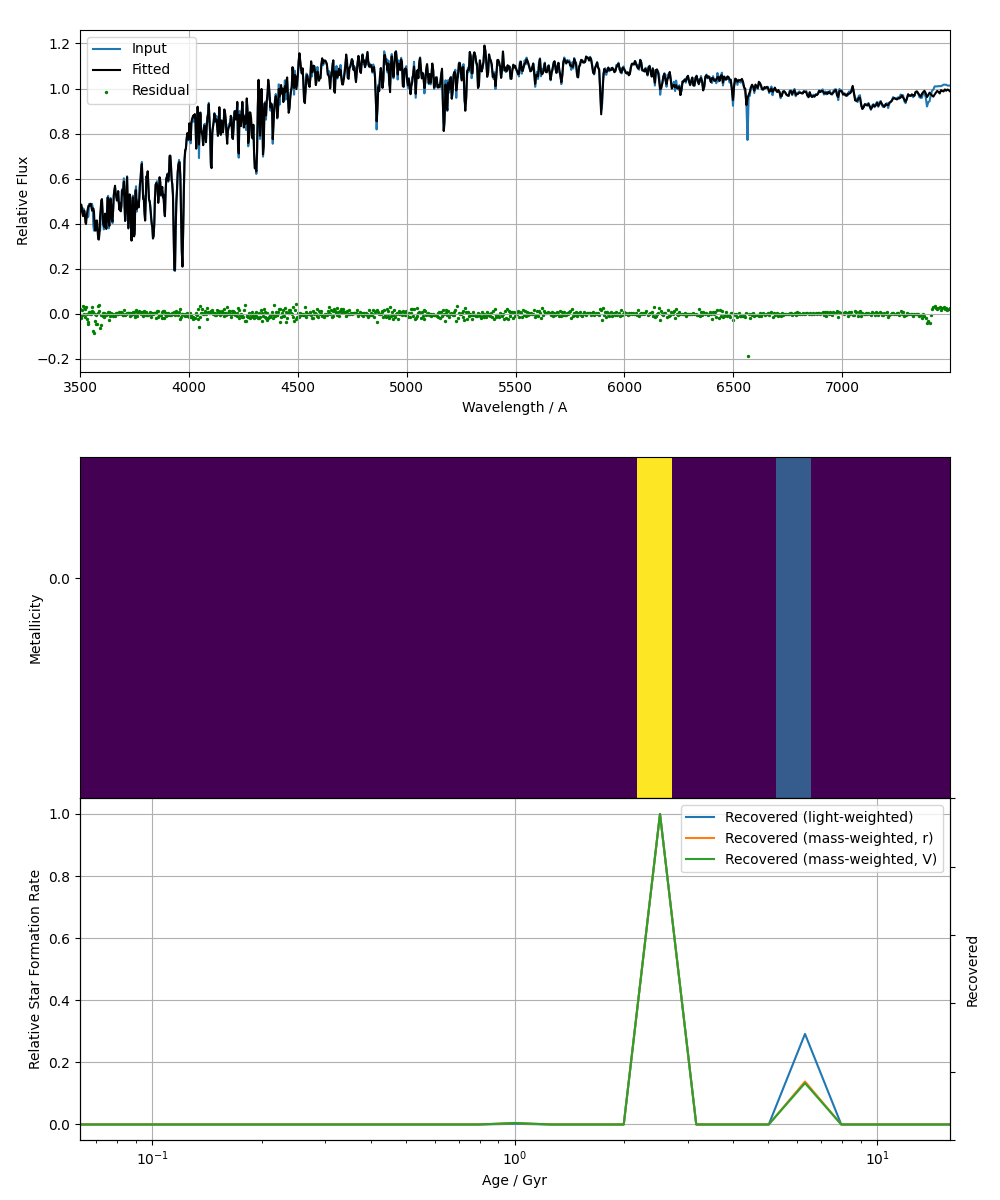 1.2
1.0
0.8
0.6
0.4
0.2
0.0
−0.2
Relative Flux
Input
Fitted
Residual
3500 4000 4500 5000 5500 6000 6500 7000
Wavelength / A
0.0
Metallicity
1.0
0.8
0.6
0.4
0.2
0.0
Relative Star Formation Rate
Recovered (light-weighted)
Recovered (mass-weighted, r)
Recovered (mass-weighted, V)
Recovered
10⁻¹ 10⁰ 10¹
Age / Gyr